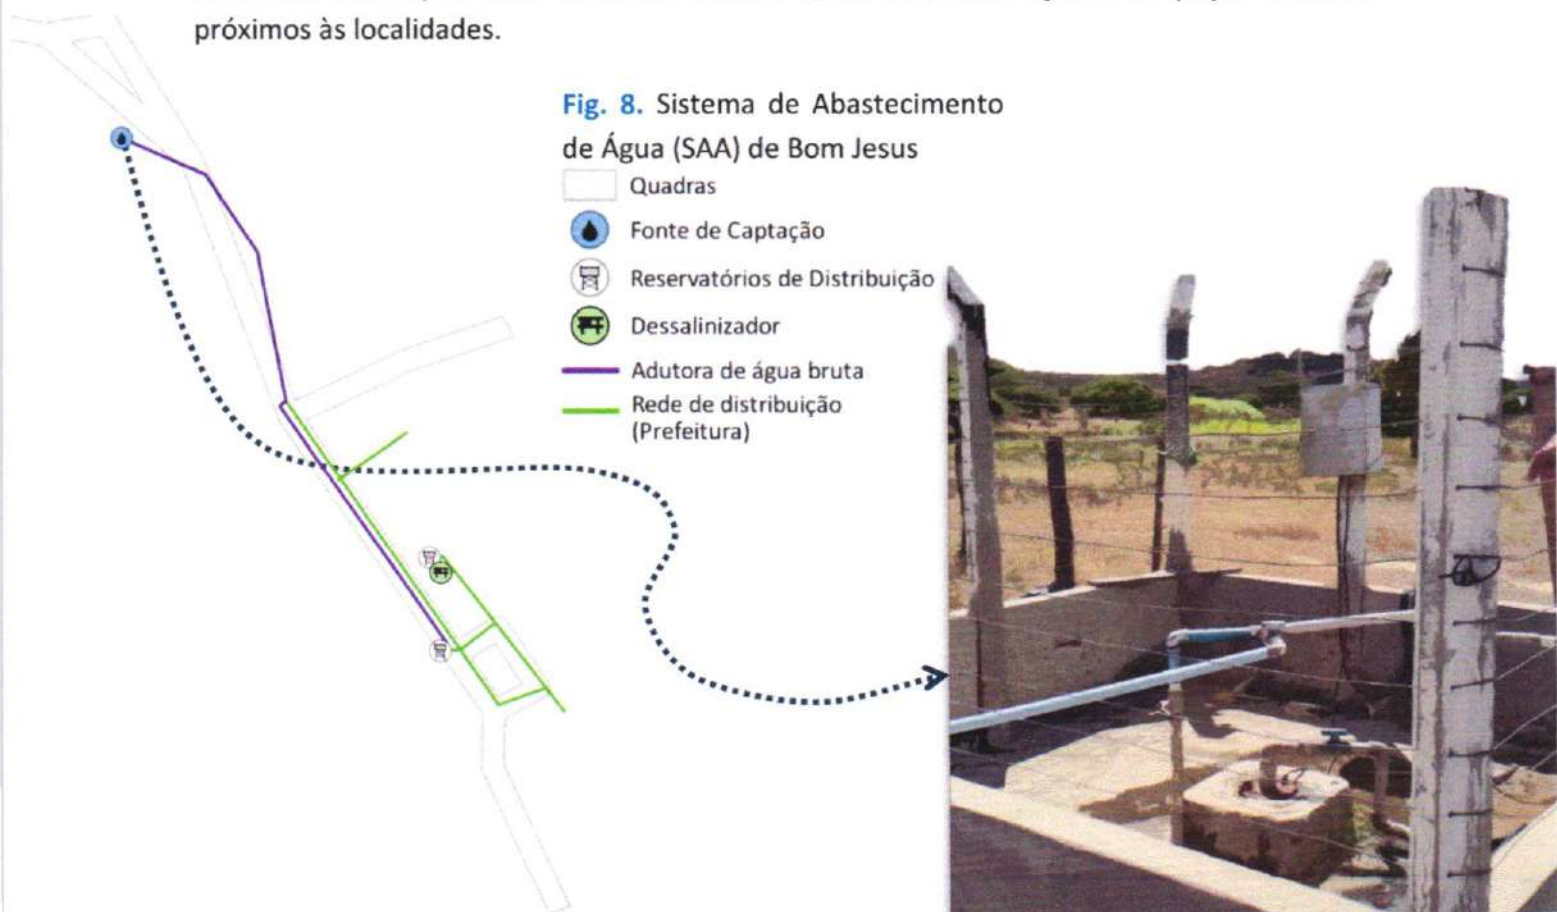 próximos às localidades.
Fig. 8. Sistema de Abastecimento
de Água (SAA) de Bom Jesus
Quadras
Fonte de Captação
Reservatórios de Distribuição
Dessalinizador
Adutora de água bruta
Rede de distribuição
(Prefeitura)